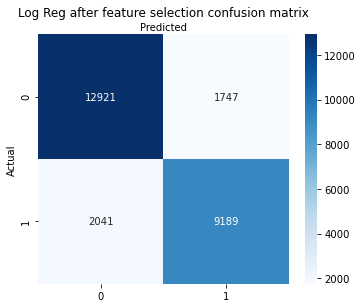 Log Reg after feature selection confusion matrix
Predicted
0 12921 1747
Actual
1 2041 9189
0 1
12000
10000
8000
6000
4000
2000